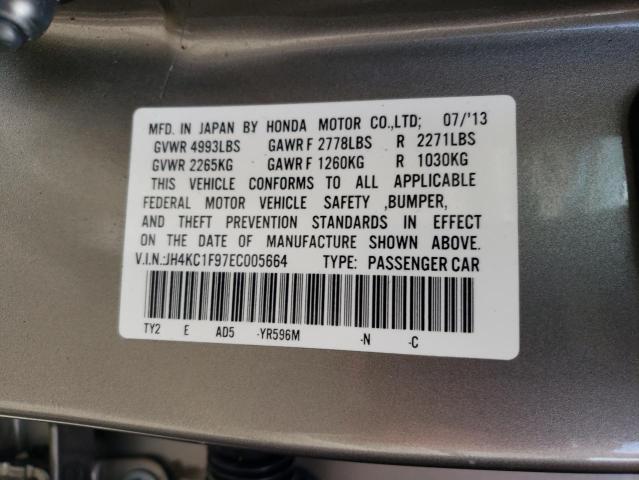 MFD. IN JAPAN BY HONDA MOTOR CO.,LTD; 07/'13
GVWR 4993LBS GAWR F 2778LBS R 2271LBS
GVWR 2265KG GAWR F 1260KG R 1030KG
THIS VEHICLE CONFORMS TO ALL APPLICABLE
FEDERAL MOTOR VEHICLE SAFETY ,BUMPER,
AND THEFT PREVENTION STANDARDS IN EFFECT
ON THE DATE OF MANUFACTURE SHOWN ABOVE.
V.I.N.:JH4KC1F97EC005664 TYPE: PASSENGER CAR
TY2 E AD5 -YR596M -N -C